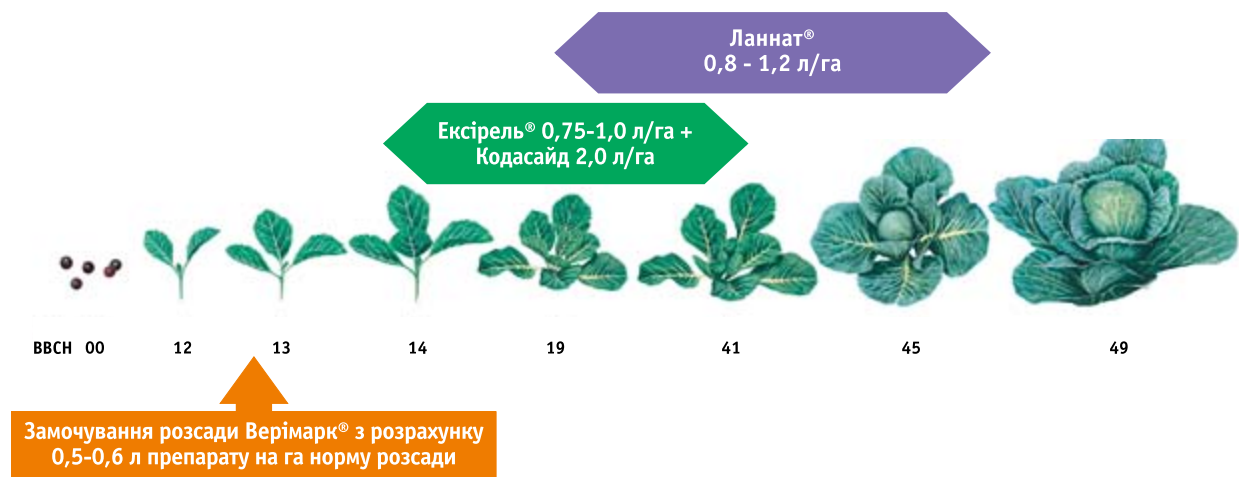 Ланнат®
0,8 - 1,2 л/га
Ексірель® 0,75-1,0 л/га +
Кодасайд 2,0 л/га
ВВСН 00 12 13 14 19 41 45 49
Замочування розсади Верімарк® з розрахунку
0,5-0,6 л препарату на га норму розсади